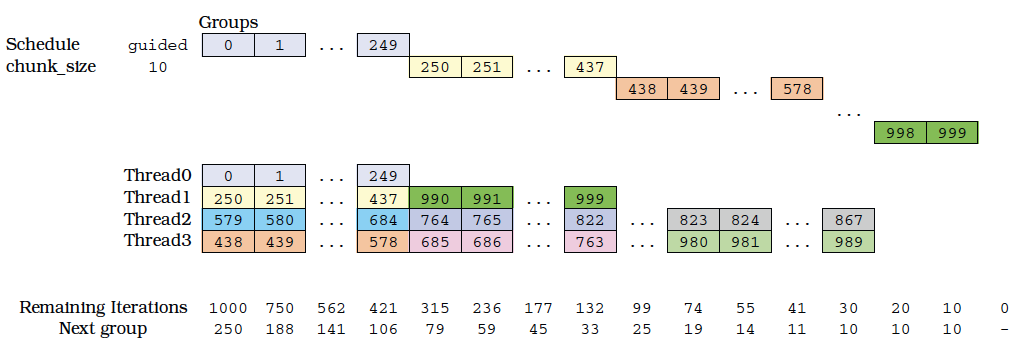 Groups
Schedule guided 0 1 ... 249
chunk_size 10 250 251 ... 437
438 439 ... 578
...
998 999
Thread0 0 1 ... 249
Thread1 250 251 ... 437 990 991 ... 999
Thread2 579 580 ... 684 764 765 ... 822 ... 823 824 ... 867
Thread3 438 439 ... 578 685 686 ... 763 ... 980 981 ... 989
Remaining Iterations 1000 750 562 421 315 236 177 132 99 74 55 41 30 20 10 0
Next group 250 188 141 106 79 59 45 33 25 19 14 11 10 10 10 -